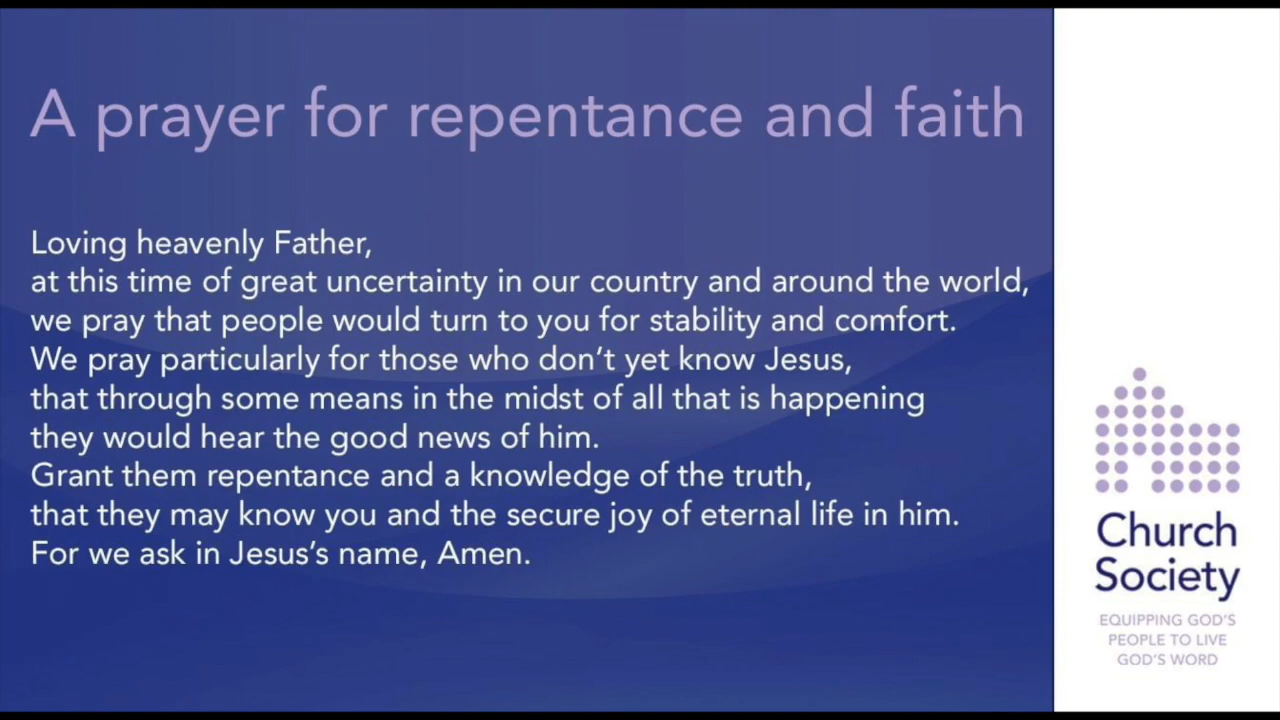 A prayer for repentance and faith
Loving heavenly Father,
at this time of great uncertainty in our country and around the world,
we pray that people would turn to you for stability and comfort.
We pray particularly for those who don’t yet know Jesus,
that through some means in the midst of all that is happening
they would hear the good news of him.
Grant them repentance and a knowledge of the truth,
that they may know you and the secure joy of eternal life in him.
For we ask in Jesus’s name, Amen.
Church
Society
EQUIPPING GOD’S
PEOPLE TO LIVE
GOD’S WORD